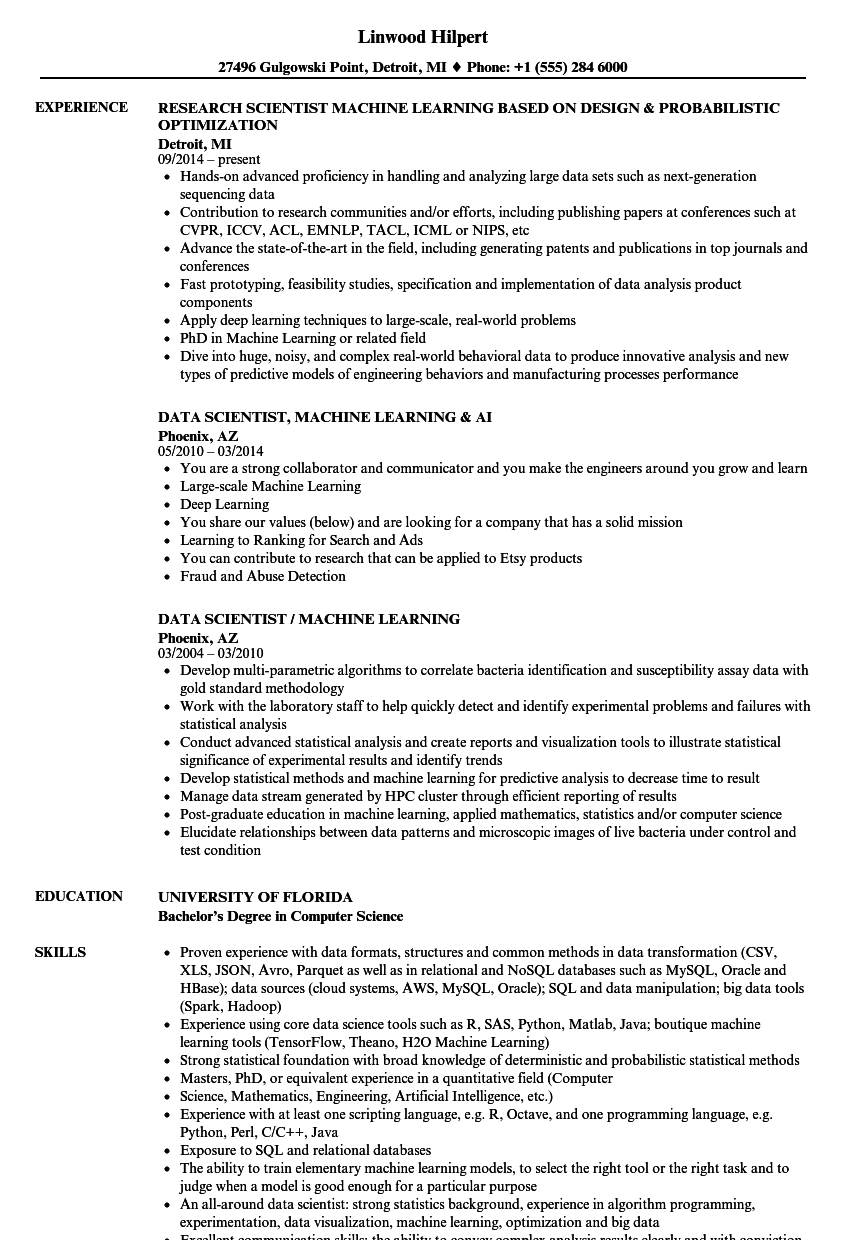 Linwood Hilpert
27496 Gulgowski Point, Detroit, MI ♦ Phone: +1 (555) 284 6000
EXPERIENCE
RESEARCH SCIENTIST MACHINE LEARNING BASED ON DESIGN & PROBABILISTIC
OPTIMIZATION
Detroit, MI
09/2014 – present
• Hands-on advanced proficiency in handling and analyzing large data sets such as next-generation
sequencing data
• Contribution to research communities and/or efforts, including publishing papers at conferences such at
CVPR, ICCV, ACL, EMNLP, TACL, ICML or NIPS, etc
• Advance the state-of-the-art in the field, including generating patents and publications in top journals and
conferences
• Fast prototyping, feasibility studies, specification and implementation of data analysis product
components
• Apply deep learning techniques to large-scale, real-world problems
• PhD in Machine Learning or related field
• Dive into huge, noisy, and complex real-world behavioral data to produce innovative analysis and new
types of predictive models of engineering behaviors and manufacturing processes performance
DATA SCIENTIST, MACHINE LEARNING & AI
Phoenix, AZ
05/2010 – 03/2014
• You are a strong collaborator and communicator and you make the engineers around you grow and learn
• Large-scale Machine Learning
• Deep Learning
• You share our values (below) and are looking for a company that has a solid mission
• Learning to Ranking for Search and Ads
• You can contribute to research that can be applied to Etsy products
• Fraud and Abuse Detection
DATA SCIENTIST / MACHINE LEARNING
Phoenix, AZ
03/2004 – 03/2010
• Develop multi-parametric algorithms to correlate bacteria identification and susceptibility assay data with
gold standard methodology
• Work with the laboratory staff to help quickly detect and identify experimental problems and failures with
statistical analysis
• Conduct advanced statistical analysis and create reports and visualization tools to illustrate statistical
significance of experimental results and identify trends
• Develop statistical methods and machine learning for predictive analysis to decrease time to result
• Manage data stream generated by HPC cluster through efficient reporting of results
• Post-graduate education in machine learning, applied mathematics, statistics and/or computer science
• Elucidate relationships between data patterns and microscopic images of live bacteria under control and
test condition
EDUCATION
UNIVERSITY OF FLORIDA
Bachelor's Degree in Computer Science
SKILLS
• Proven experience with data formats, structures and common methods in data transformation (CSV,
XLS, JSON, Avro, Parquet as well as in relational and NoSQL databases such as MySQL, Oracle and
HBase); data sources (cloud systems, AWS, MySQL, Oracle); SQL and data manipulation; big data tools
(Spark, Hadoop)
• Experience using core data science tools such as R, SAS, Python, Matlab, Java; boutique machine
learning tools (TensorFlow, Theano, H2O Machine Learning)
• Strong statistical foundation with broad knowledge of deterministic and probabilistic statistical methods
• Masters, PhD, or equivalent experience in a quantitative field (Computer
• Science, Mathematics, Engineering, Artificial Intelligence, etc.)
• Experience with at least one scripting language, e.g. R, Octave, and one programming language, e.g.
Python, Perl, C/C++, Java
• Exposure to SQL and relational databases
• The ability to train elementary machine learning models, to select the right tool or the right task and to
judge when a model is good enough for a particular purpose
• An all-around data scientist: strong statistics background, experience in algorithm programming,
experimentation, data visualization, machine learning, optimization and big data
• Excellent communication skills: the ability to convey complex analysis results clearly and with conviction